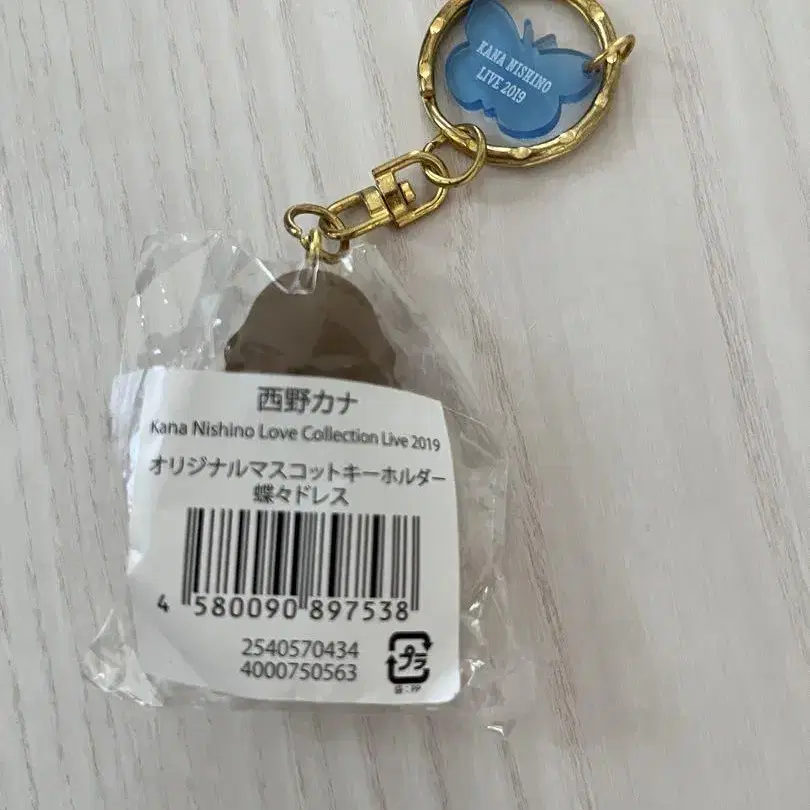 KANA NISHINO
LIVE 2019
西野カナ
Kana Nishino Love Collection Live 2019
オリジナルマスコットキーホルダー
蝶々ドレス
4 580090 897538
2540570434
4000750563
プラ
袋:PP